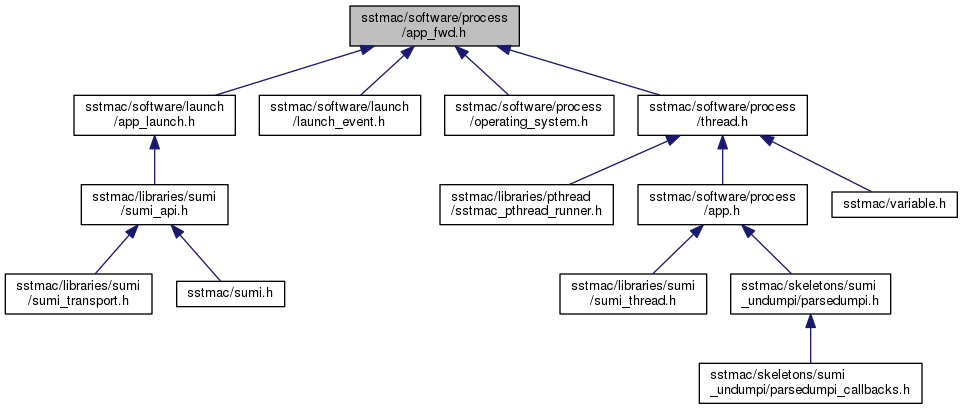 sstmac/software/process
/app_fwd.h
sstmac/software/launch
/app_launch.h
sstmac/software/launch
/launch_event.h
sstmac/software/process
/operating_system.h
sstmac/software/process
/thread.h
sstmac/libraries/sumi
/sumi_api.h
sstmac/libraries/pthread
/sstmac_pthread_runner.h
sstmac/software/process
/app.h
sstmac/variable.h
sstmac/libraries/sumi
/sumi_transport.h
sstmac/sumi.h
sstmac/libraries/sumi
/sumi_thread.h
sstmac/skeletons/sumi
_undumpi/parsedumpi.h
sstmac/skeletons/sumi
_undumpi/parsedumpi_callbacks.h